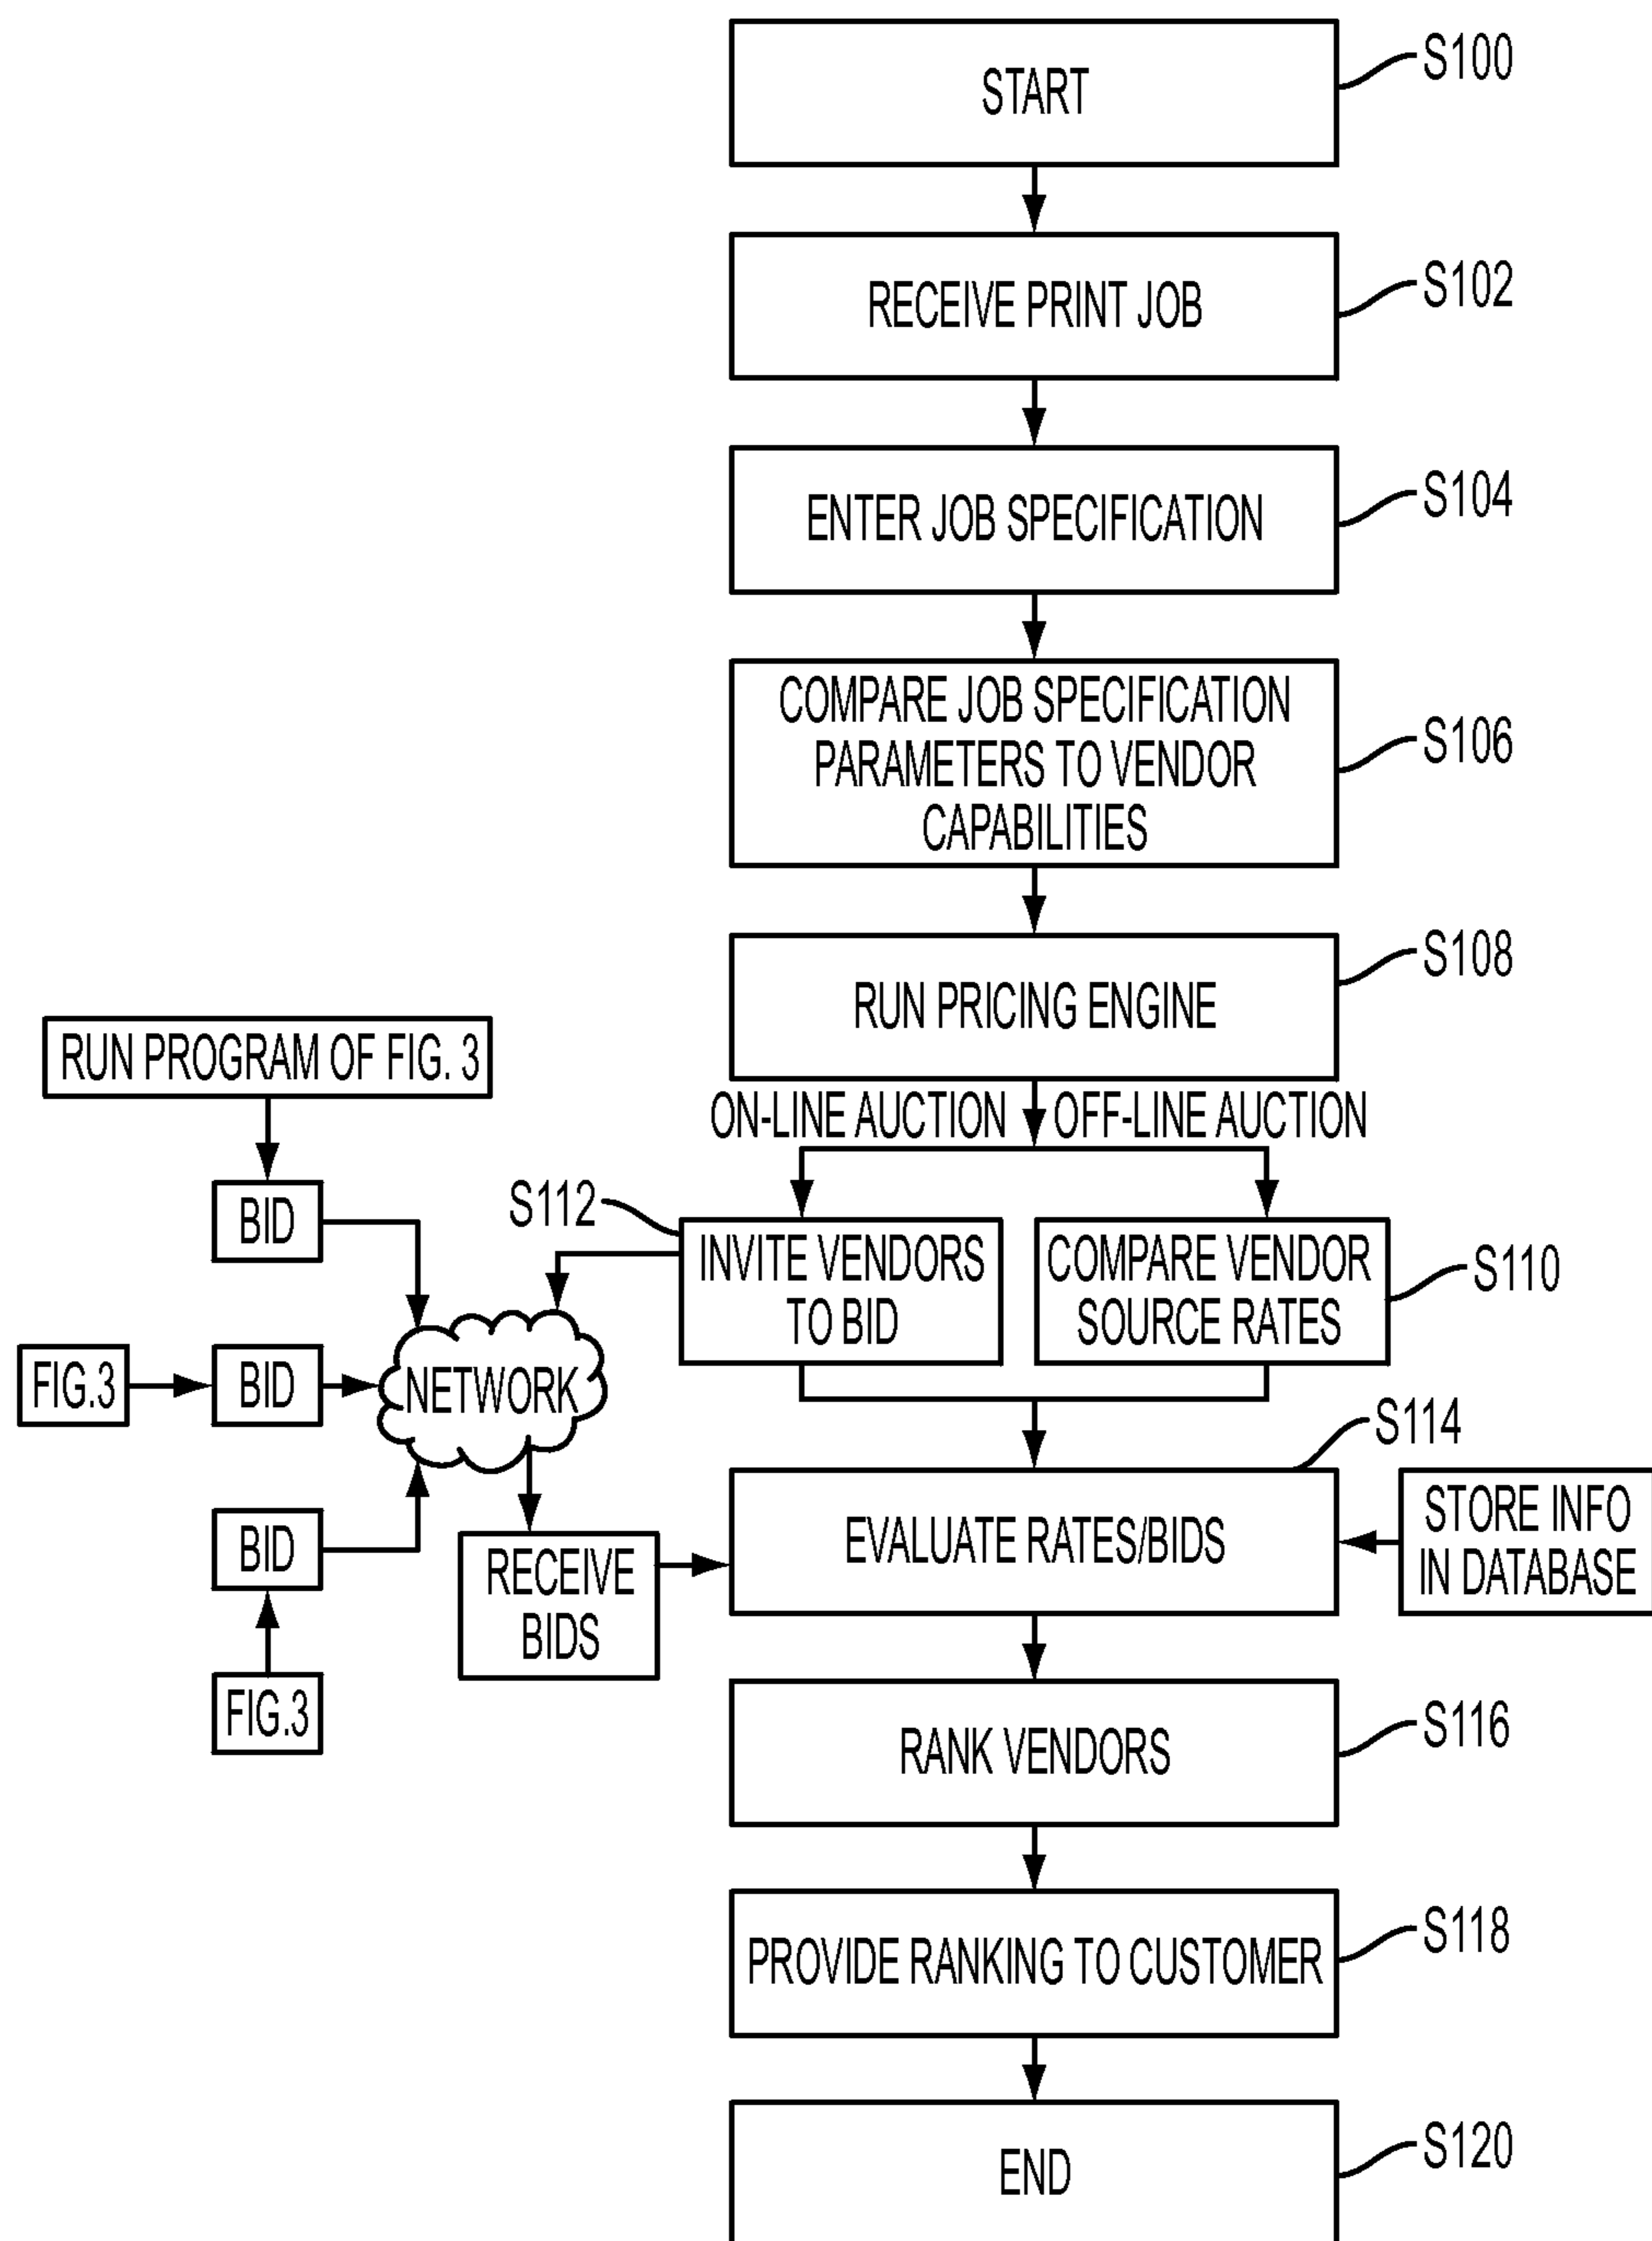 START
S100
RECEIVE PRINT JOB
S102
ENTER JOB SPECIFICATION
S104
COMPARE JOB SPECIFICATION
PARAMETERS TO VENDOR
CAPABILITIES
S106
RUN PRICING ENGINE
S108
RUN PROGRAM OF FIG. 3
ON-LINE AUCTION
OFF-LINE AUCTION
BID
S112
INVITE VENDORS
TO BID
COMPARE VENDOR
SOURCE RATES
S110
FIG.3
BID
NETWORK
S114
BID
RECEIVE
BIDS
EVALUATE RATES/BIDS
STORE INFO
IN DATABASE
FIG.3
RANK VENDORS
S116
PROVIDE RANKING TO CUSTOMER
S118
END
S120